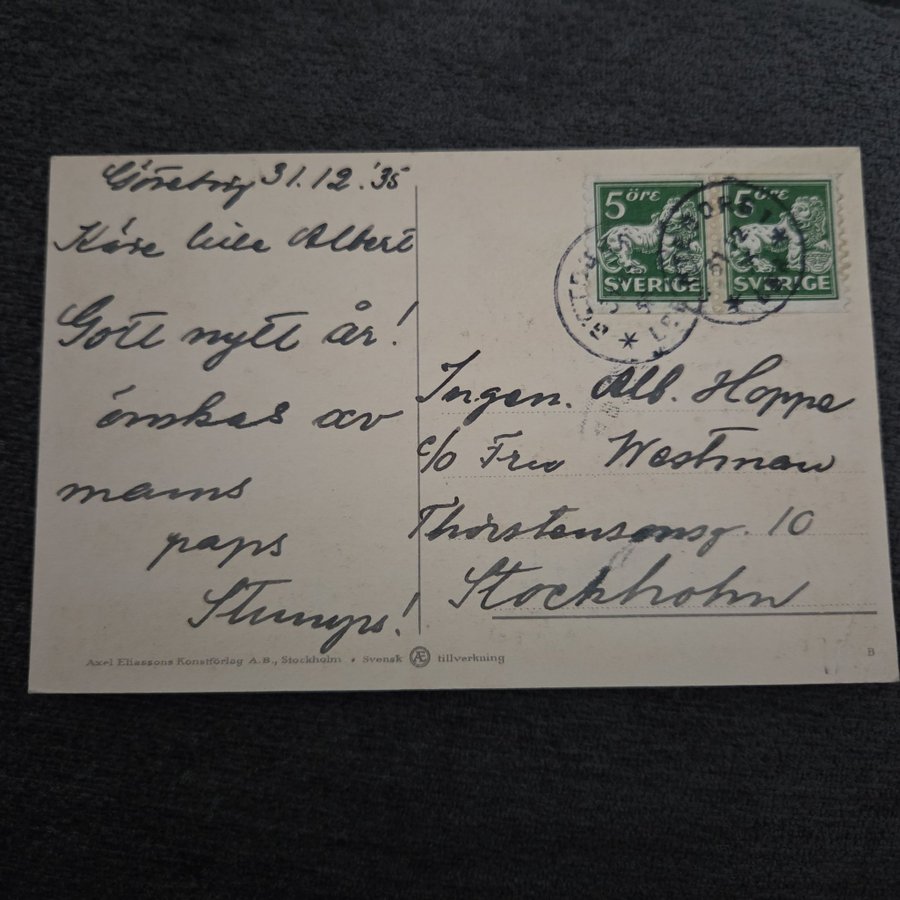 Göteborg 31.12.'35
Käre lille Albert
Gott nytt år!
önskas av
mams
paps
Stumps!
Axel Eliassons Konstförlag A.B., Stockholm • Svensk Æ tillverkning
5 öre
SVERIGE
5 öre
SVERIGE
Ingen. Alb. Hoppe
c/o Fru Westman
Thorstensonsg. 10
Stockholm
B